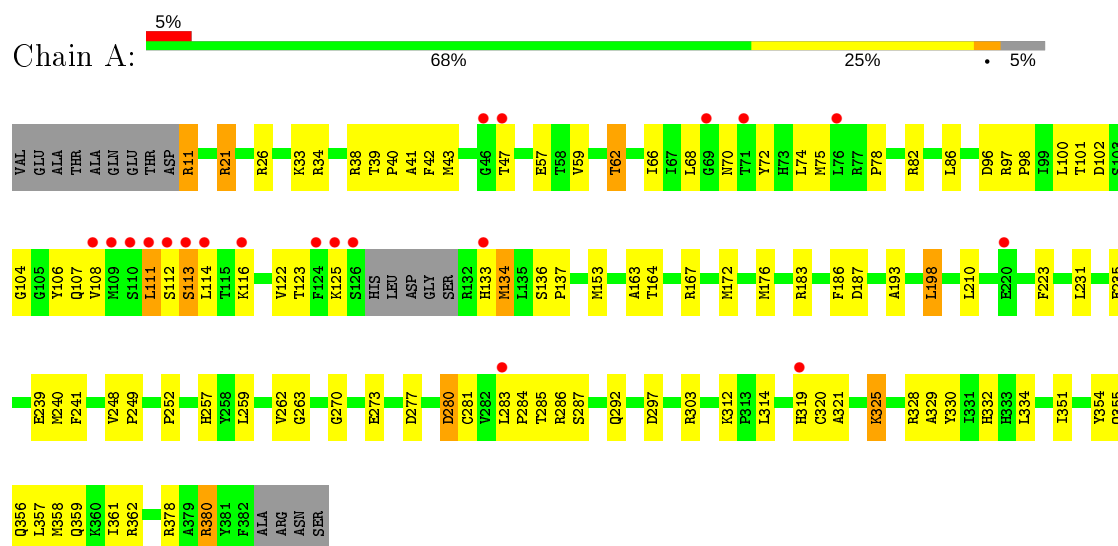 5%
Chain A:
68% 25% • 5%
VAL GLU ALA THR ALA GLN GLU THR ASP R11 R21 R26 K33 R34 R38 T39 P40 A41 F42 M43 G46 T47 E57 T58 V59 T62 I66 I67 L68 G69 N70 T71 Y72 H73 L74 M75 L76 R77 P78 R82 L86 D96 R97 P98 I99 L100 T101 D102 S103
G104 G105 Y106 Q107 V108 M109 S110 L111 S112 S113 L114 T115 K116 V122 T123 F124 K125 S126 HIS LEU ASP GLY SER R132 H133 M134 L135 S136 P137 M153 A163 T164 R167 M172 M176 R183 F186 D187 A193 L198 L210 E220 F223 L231 E235
E239 M240 F241 V248 P249 P252 H257 Y258 L259 V262 G263 G270 E273 D277 D280 C281 V282 L283 P284 T285 R286 S287 Q292 D297 R303 K312 P313 L314 H319 C320 A321 K325 R328 A329 Y330 I331 H332 H333 L334 I351 Y354 Q355
Q356 L357 M358 Q359 K360 I361 R362 R378 A379 R380 Y381 F382 ALA ARG ASN SER